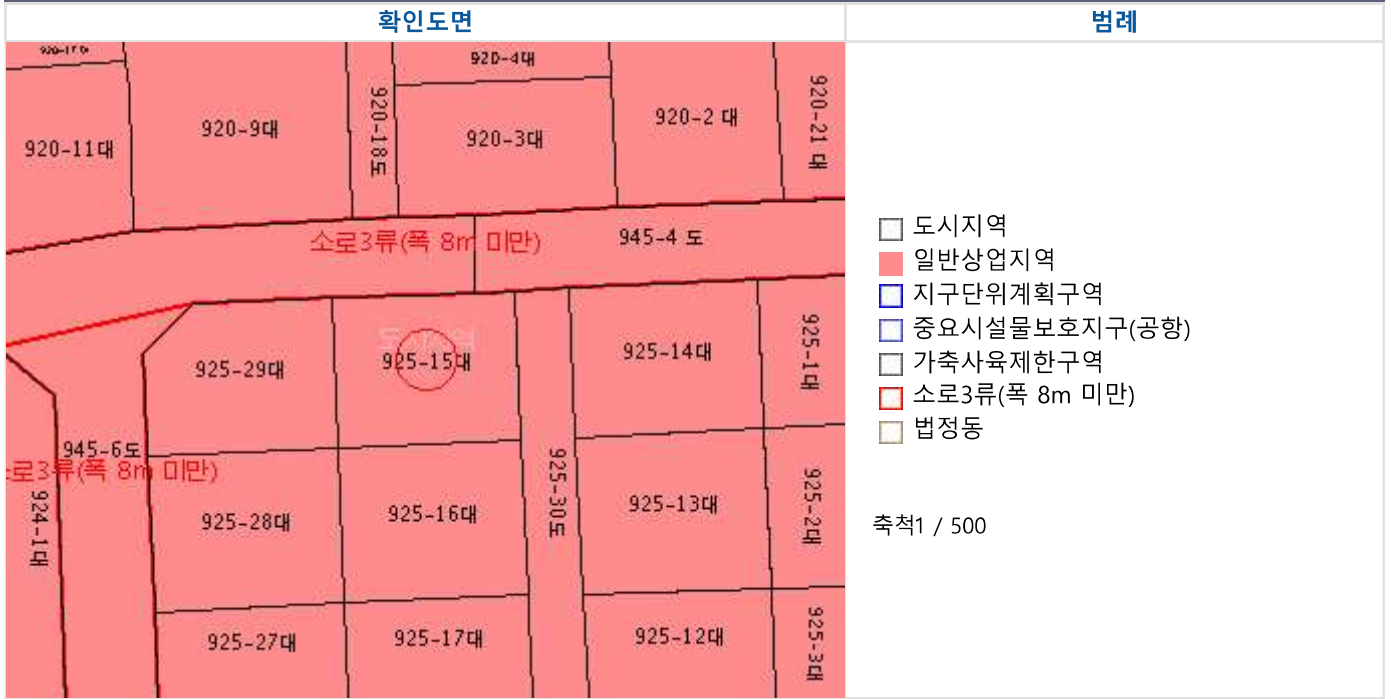 확인도면
범례
920-4대
920-11대
920-9대
920-18도
920-3대
920-2 대
920-21 대
소로3류(폭 8m 미만)
945-4 도
925-29대
925-15대
925-14대
925-1대
945-6도
소로3류(폭 8m 미만)
924-1대
925-28대
925-16대
925-30도
925-13대
925-2대
925-27대
925-17대
925-12대
925-3대
도시지역
일반상업지역
지구단위계획구역
중요시설물보호지구(공항)
가축사육제한구역
소로3류(폭 8m 미만)
법정동
축척1 / 500